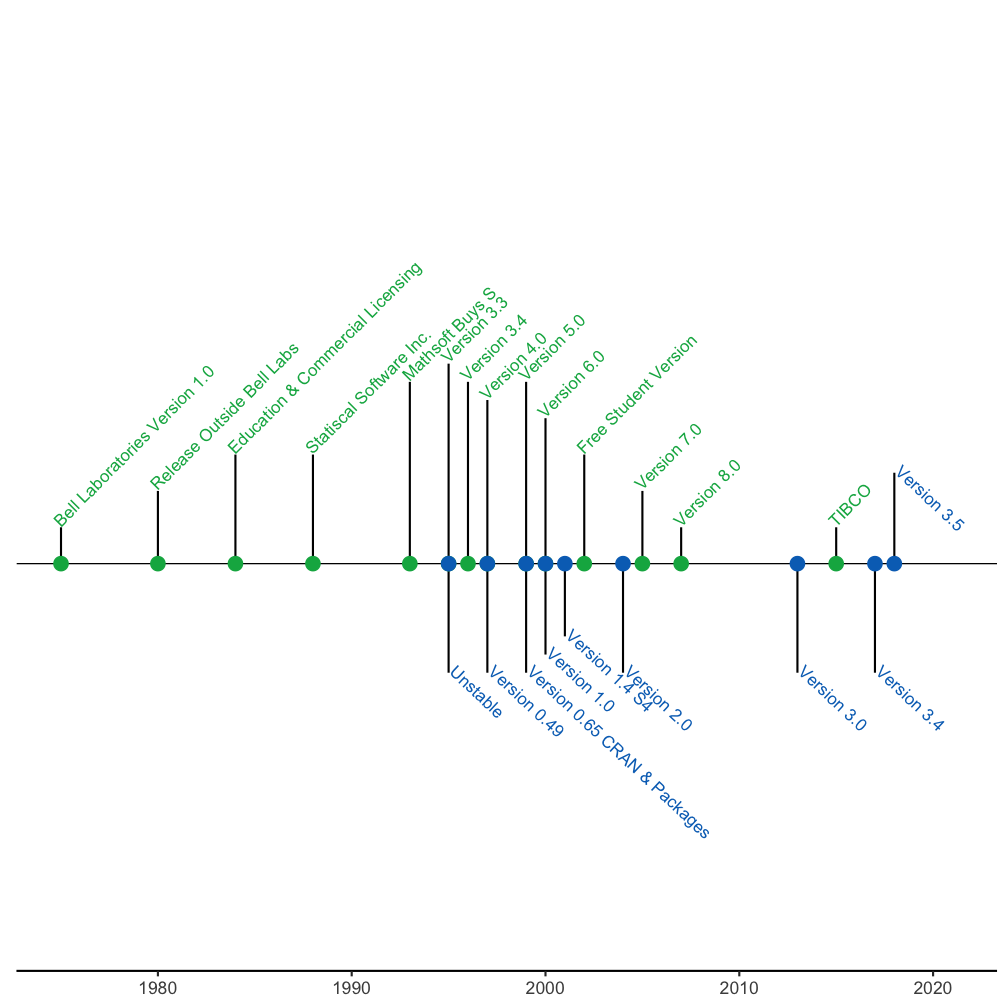 Bell Laboratories Version 1.0
Release Outside Bell Labs
Education & Commercial Licensing
Statiscal Software Inc.
Mathsoft Buys S
Version 3.3
Version 3.4
Version 4.0
Version 5.0
Version 6.0
Free Student Version
Version 7.0
Version 8.0
TIBCO
Version 3.5
Unstable
Version 0.49
Version 0.65 CRAN & Packages
Version 1.0
Version 1.4 S4
Version 2.0
Version 3.0
Version 3.4
1980
1990
2000
2010
2020